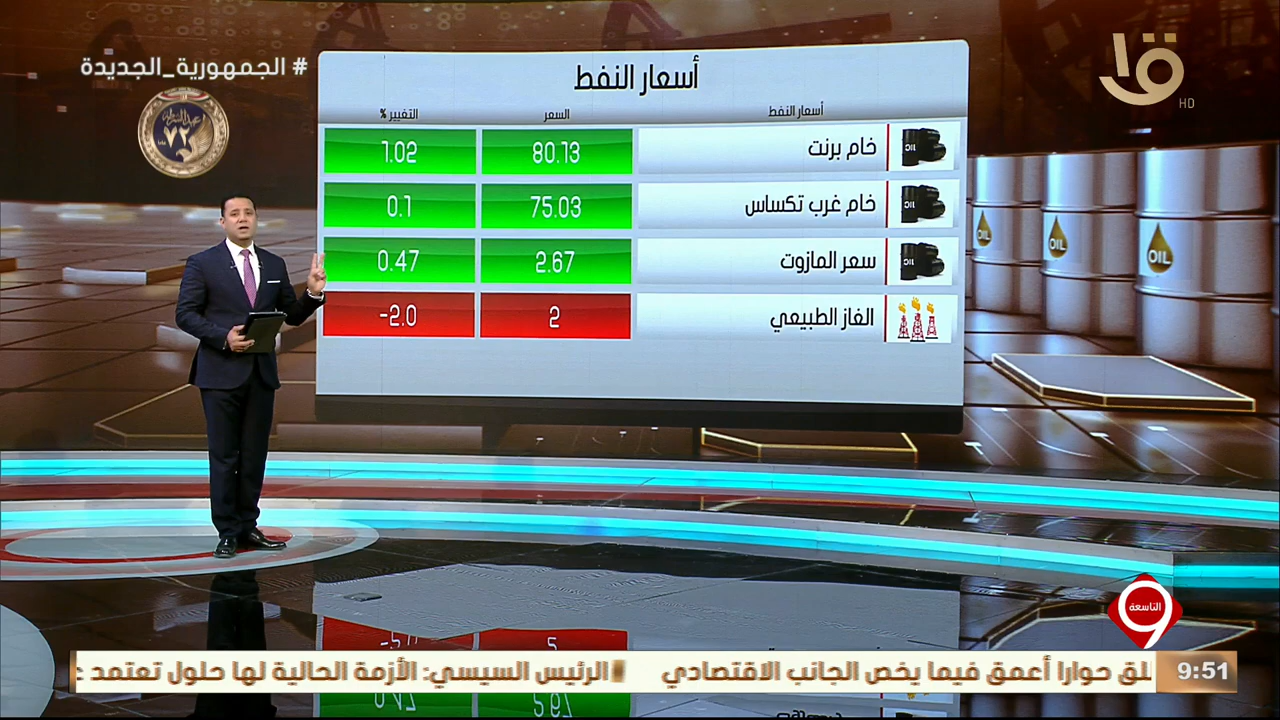 # الجمهورية_الجديدة
٧٢
HD
أسعار النفط
أسعار النفط السعر التغيير %
خام برنت 80.13 1.02
خام غرب تكساس 75.03 0.1
سعر المازوت 2.67 0.47
الغاز الطبيعي 2 -2.0
OIL
OIL
OIL
التاسعة
9
9:51
لق حوارا أعمق فيما يخص الجانب الاقتصادي الرئيس السيسي: الأزمة الحالية لها حلول تعتمد